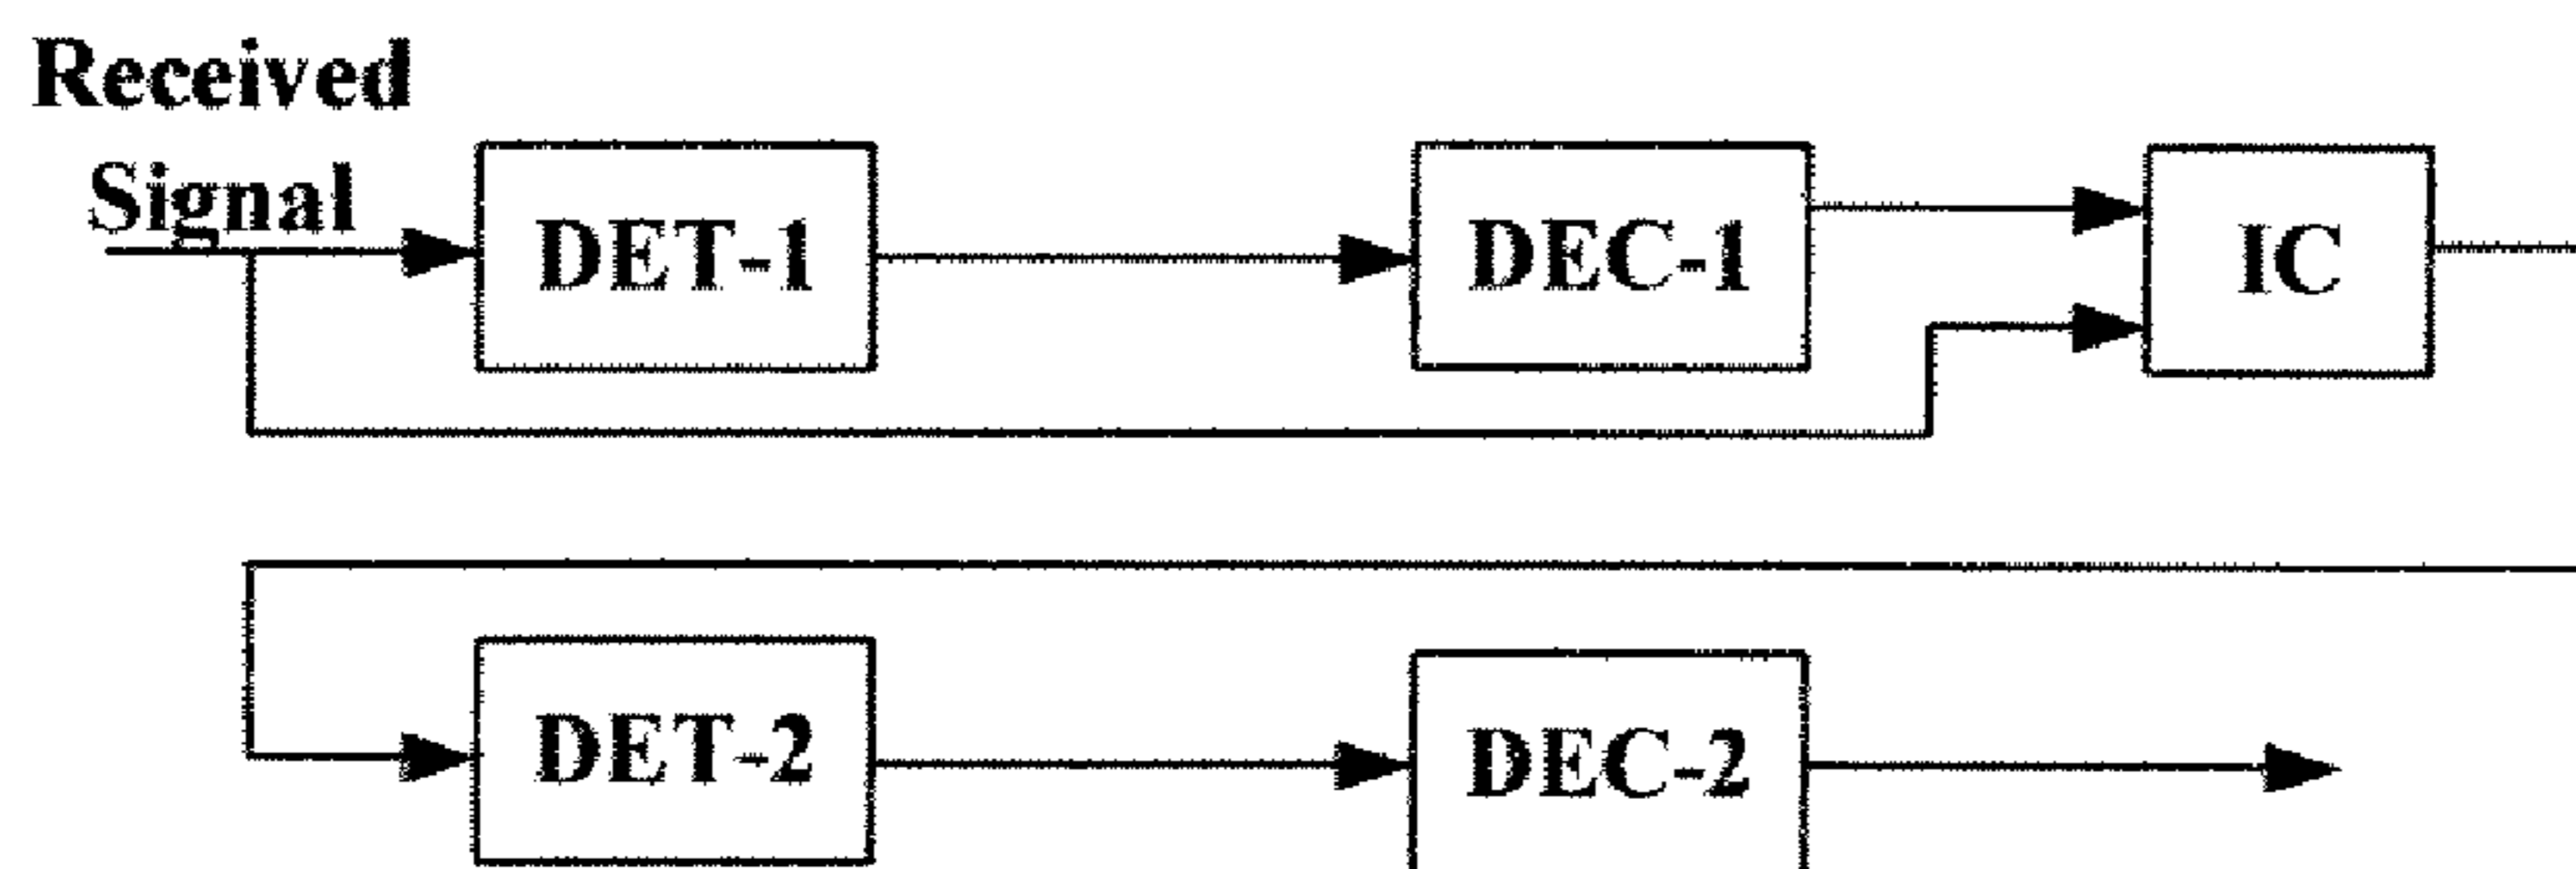 Received
Signal
DET-1
DEC-1
IC
DET-2
DEC-2